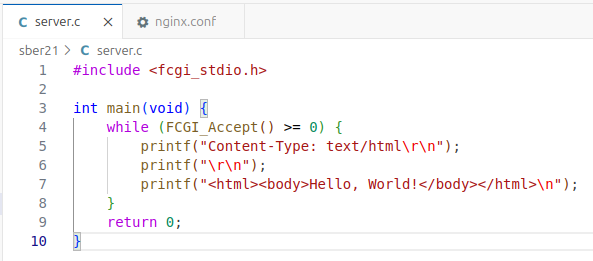 C server.c × nginx.conf
sber21 > C server.c
1 #include <fcgi_stdio.h>
2
3 int main(void) {
4     while (FCGI_Accept() >= 0) {
5         printf("Content-Type: text/html\r\n");
6         printf("\r\n");
7         printf("<html><body>Hello, World!</body></html>\n");
8     }
9     return 0;
10 }